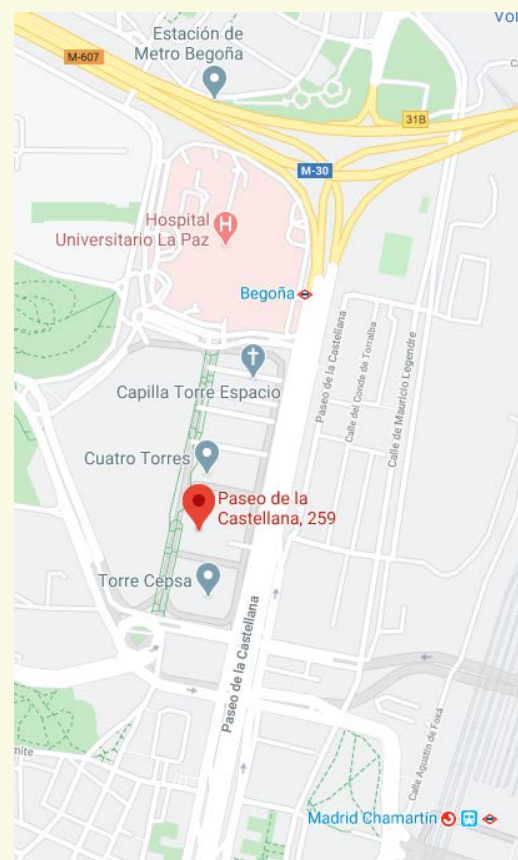 Vol
Estación de
Metro Begoña
M-607
31B
M-30
Hospital
Universitario La Paz
H
Begoña
Paseo de la Castellana
Calle del Conde de Torralba
Calle de Mauricio Legendre
Capilla Torre Espacio
Cuatro Torres
Paseo de la
Castellana, 259
Torre Cepsa
Paseo de la Castellana
Calle Agustín de Foxá
Madrid Chamartín